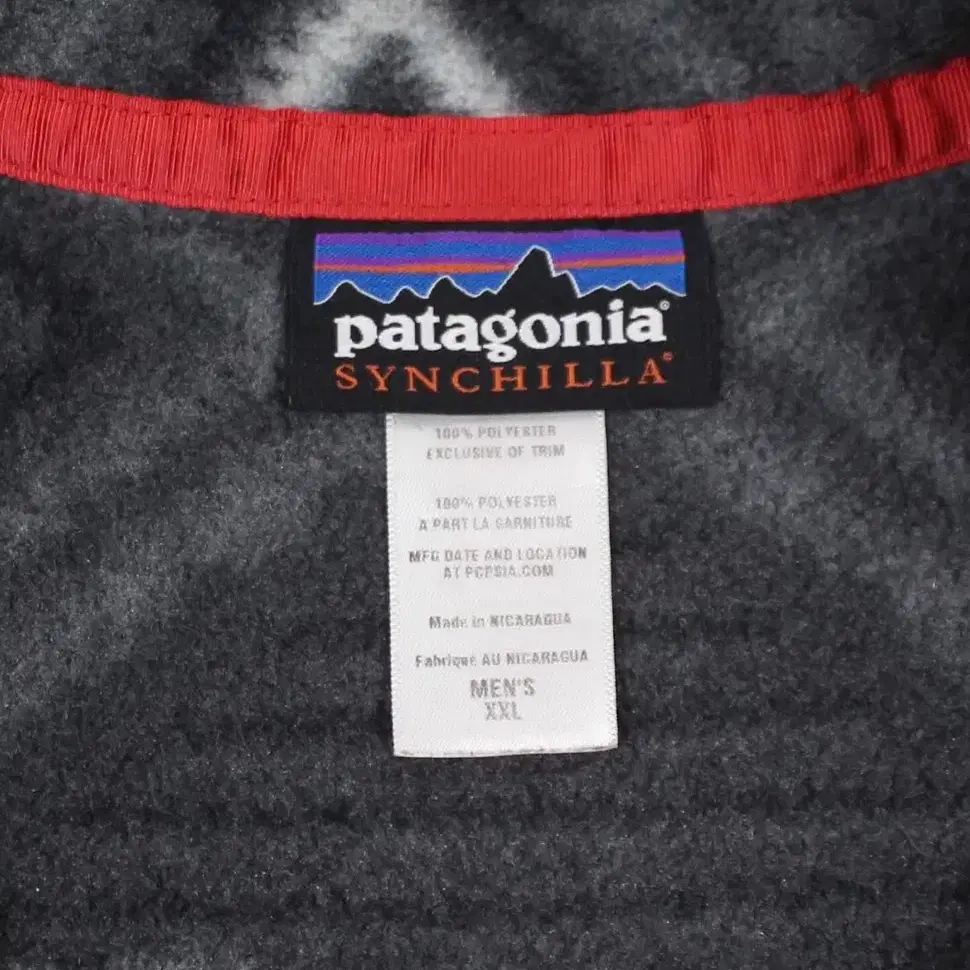 patagonia®
SYNCHILLA®
100% POLYESTER
EXCLUSIVE OF TRIM
100% POLYESTER
A PART LA GARNITURE
MFG DATE AND LOCATION
AT PCPSIA.COM
Made in NICARAGUA
Fabriqué AU NICARAGUA
MEN'S
XXL